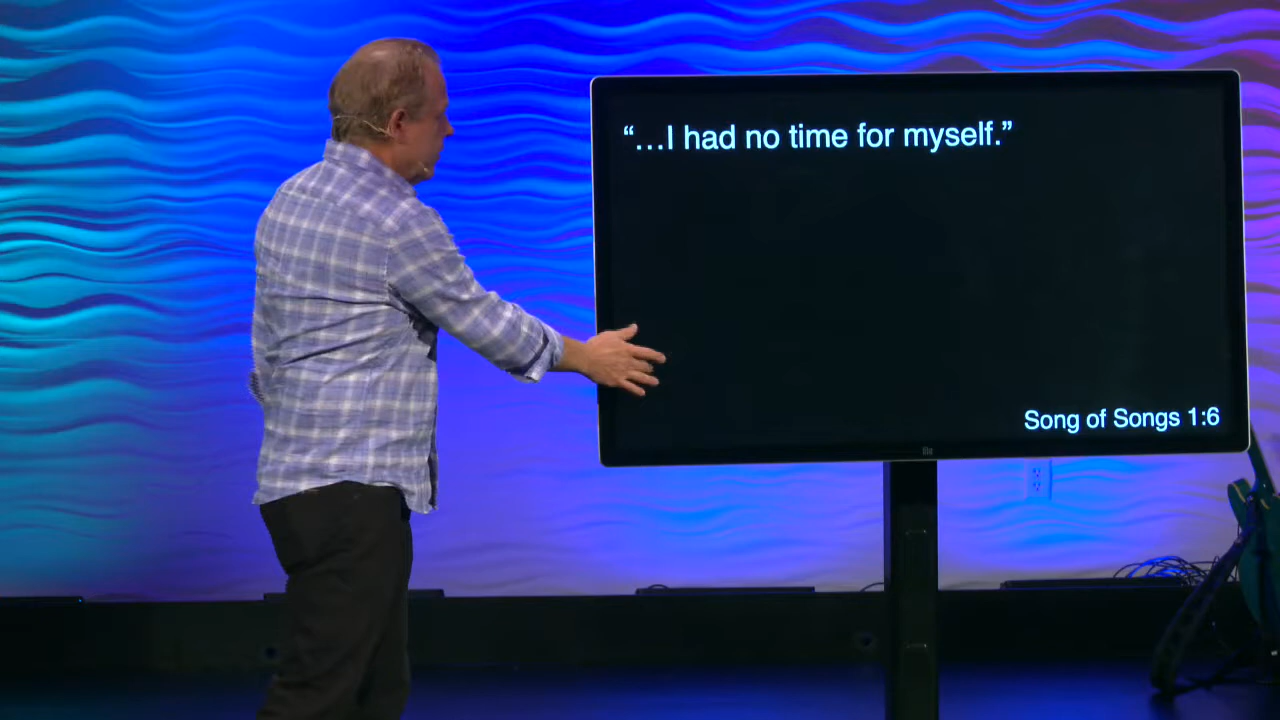 “…I had no time for myself.”
Song of Songs 1:6